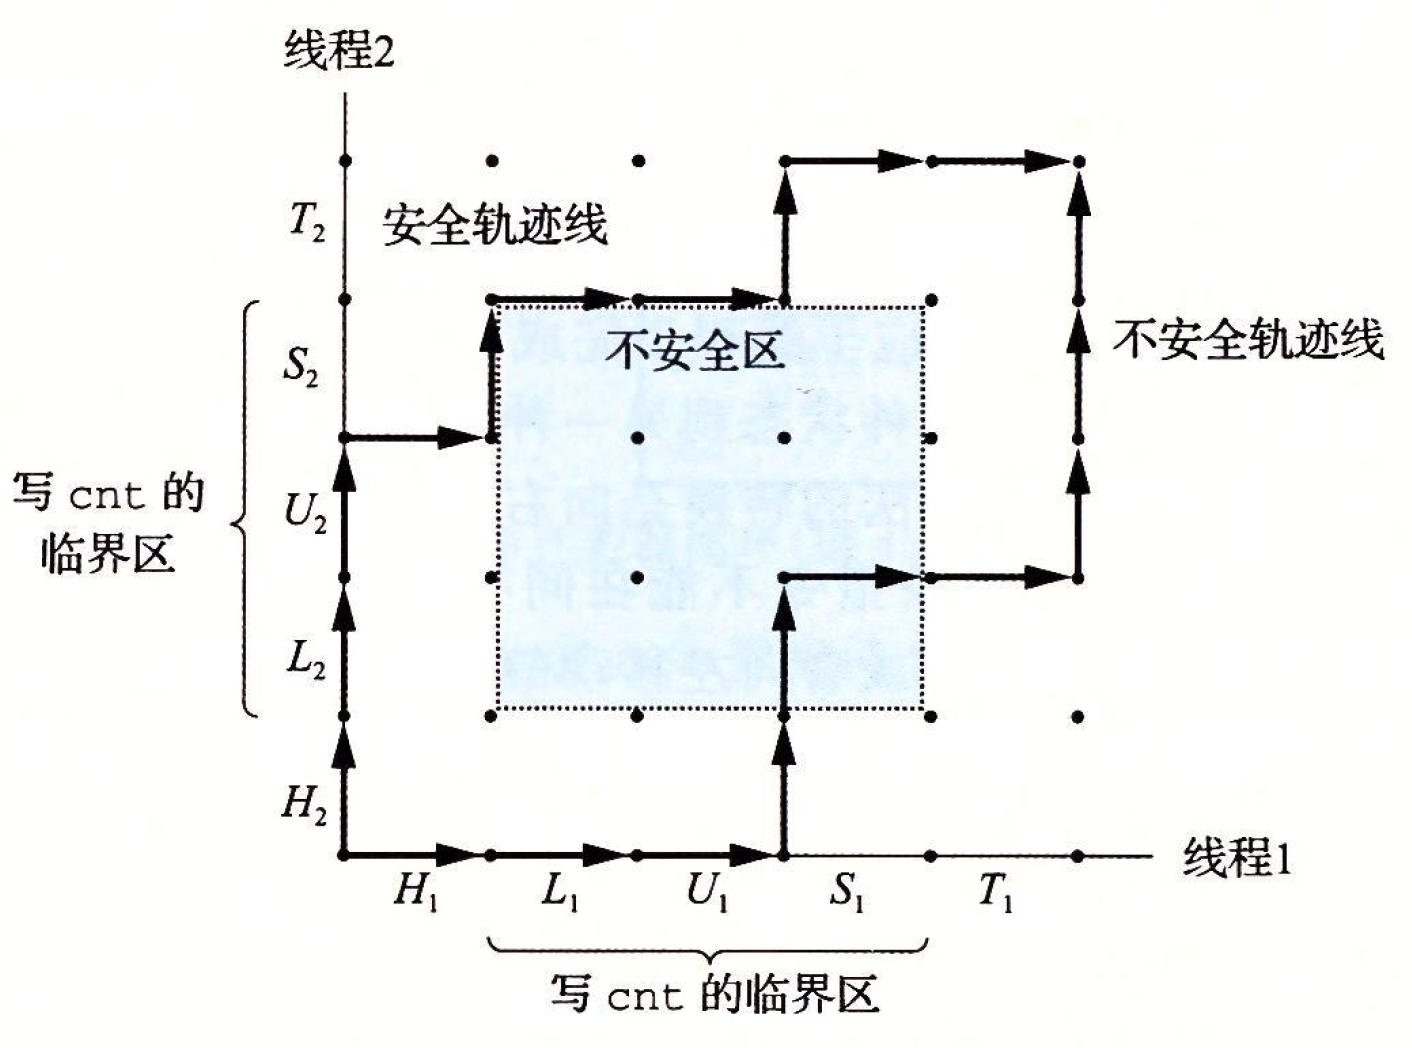 线程2
T₂
安全轨迹线
S₂
不安全区
不安全轨迹线
写 cnt 的
临界区
U₂
L₂
H₂
H₁
L₁
U₁
S₁
T₁
线程1
写 cnt 的临界区